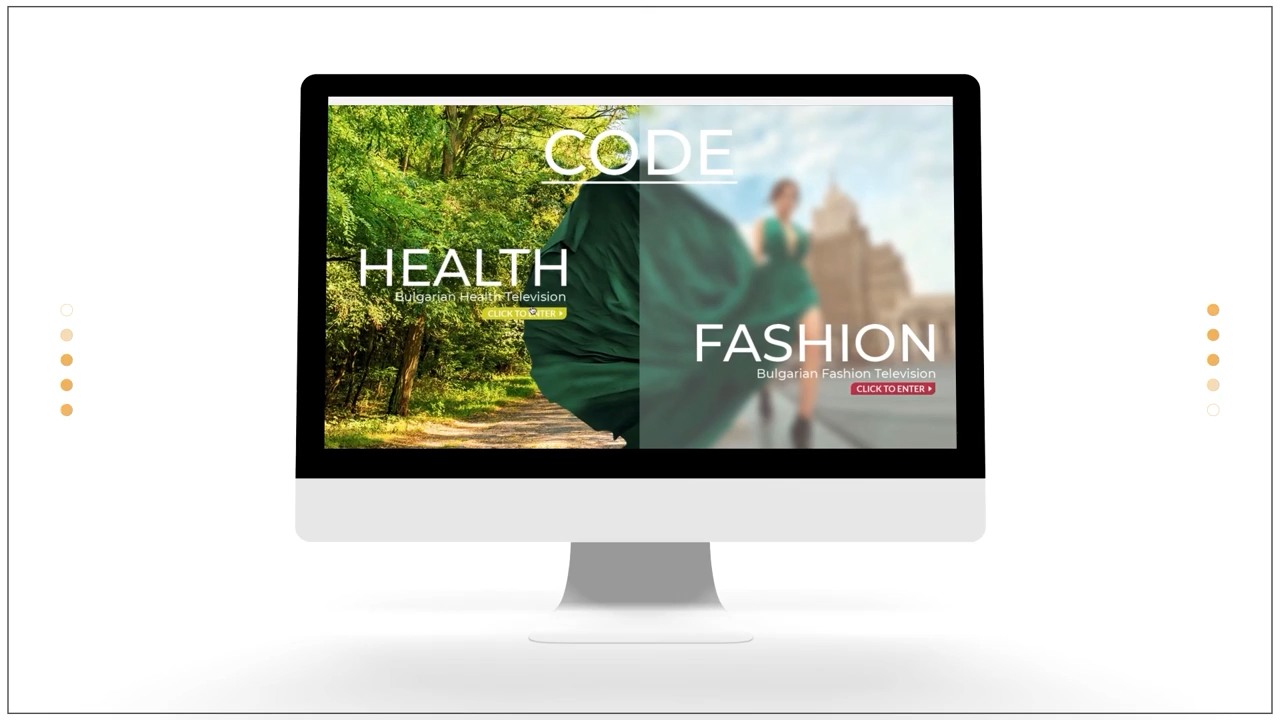 CODE
HEALTH
Bulgarian Health Television
CLICK TO ENTER
FASHION
Bulgarian Fashion Television
CLICK TO ENTER